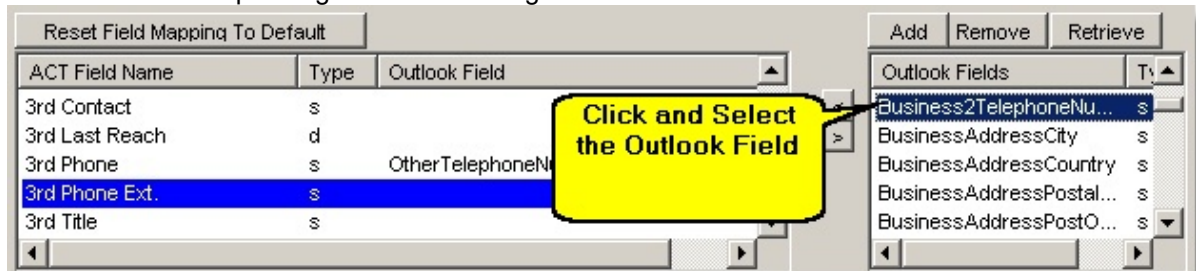 Reset Field Mapping To Default
Add Remove Retrieve
ACT Field Name Type Outlook Field
Outlook Fields
3rd Contact s
3rd Last Reach d
3rd Phone s OtherTelephoneNu
3rd Phone Ext. s
3rd Title s
Click and Select
the Outlook Field
>
Business2TelephoneNu... s
BusinessAddressCity s
BusinessAddressCountry s
BusinessAddressPostal... s
BusinessAddressPostO... s